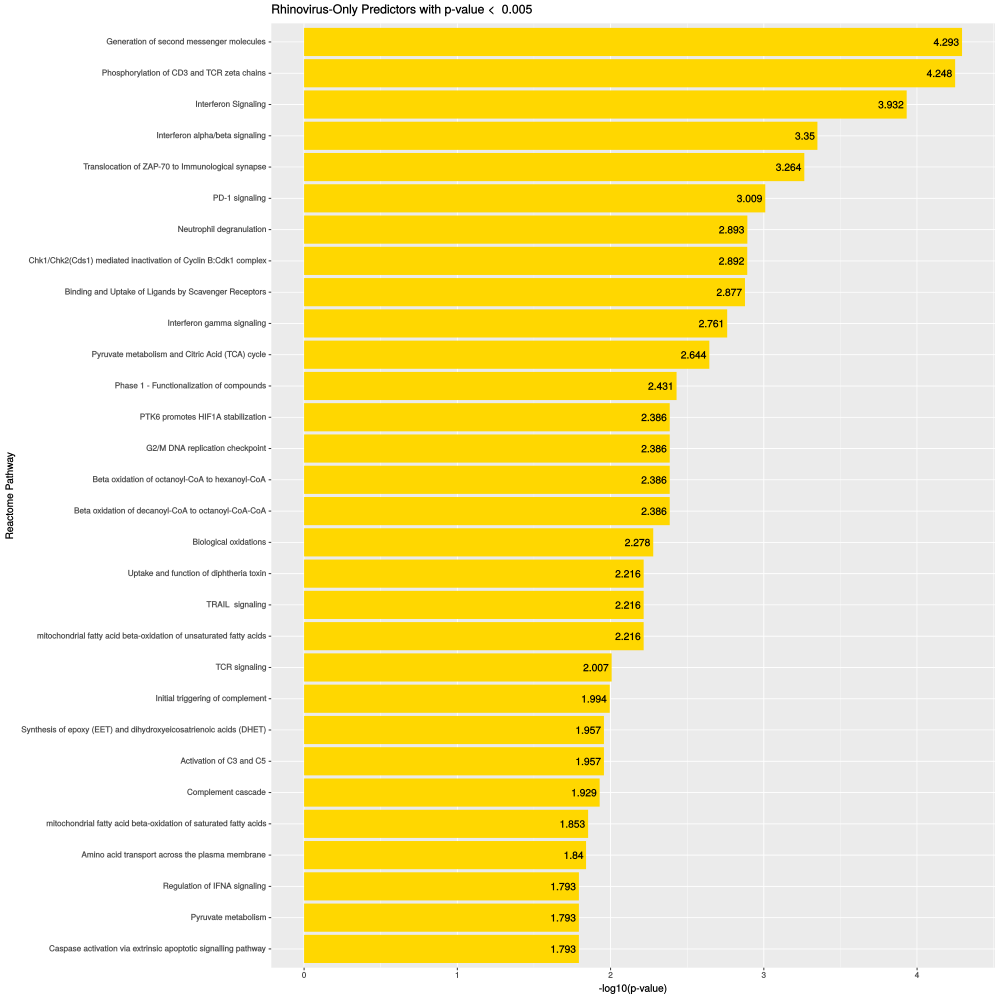 Rhinovirus-Only Predictors with p-value < 0.005
Generation of second messenger molecules 4.293
Phosphorylation of CD3 and TCR zeta chains 4.248
Interferon Signaling 3.932
Interferon alpha/beta signaling 3.35
Translocation of ZAP-70 to Immunological synapse 3.264
PD-1 signaling 3.009
Neutrophil degranulation 2.893
Chk1/Chk2(Cds1) mediated inactivation of Cyclin B:Cdk1 complex 2.892
Binding and Uptake of Ligands by Scavenger Receptors 2.877
Interferon gamma signaling 2.761
Pyruvate metabolism and Citric Acid (TCA) cycle 2.644
Phase 1 - Functionalization of compounds 2.431
PTK6 promotes HIF1A stabilization 2.386
G2/M DNA replication checkpoint 2.386
Beta oxidation of octanoyl-CoA to hexanoyl-CoA 2.386
Beta oxidation of decanoyl-CoA to octanoyl-CoA-CoA 2.386
Biological oxidations 2.278
Uptake and function of diphtheria toxin 2.216
TRAIL  signaling 2.216
mitochondrial fatty acid beta-oxidation of unsaturated fatty acids 2.216
TCR signaling 2.007
Initial triggering of complement 1.994
Synthesis of epoxy (EET) and dihydroxyeicosatrienoic acids (DHET) 1.957
Activation of C3 and C5 1.957
Complement cascade 1.929
mitochondrial fatty acid beta-oxidation of saturated fatty acids 1.853
Amino acid transport across the plasma membrane 1.84
Regulation of IFNA signaling 1.793
Pyruvate metabolism 1.793
Caspase activation via extrinsic apoptotic signalling pathway 1.793
0 1 2 3 4
-log10(p-value)
Reactome Pathway